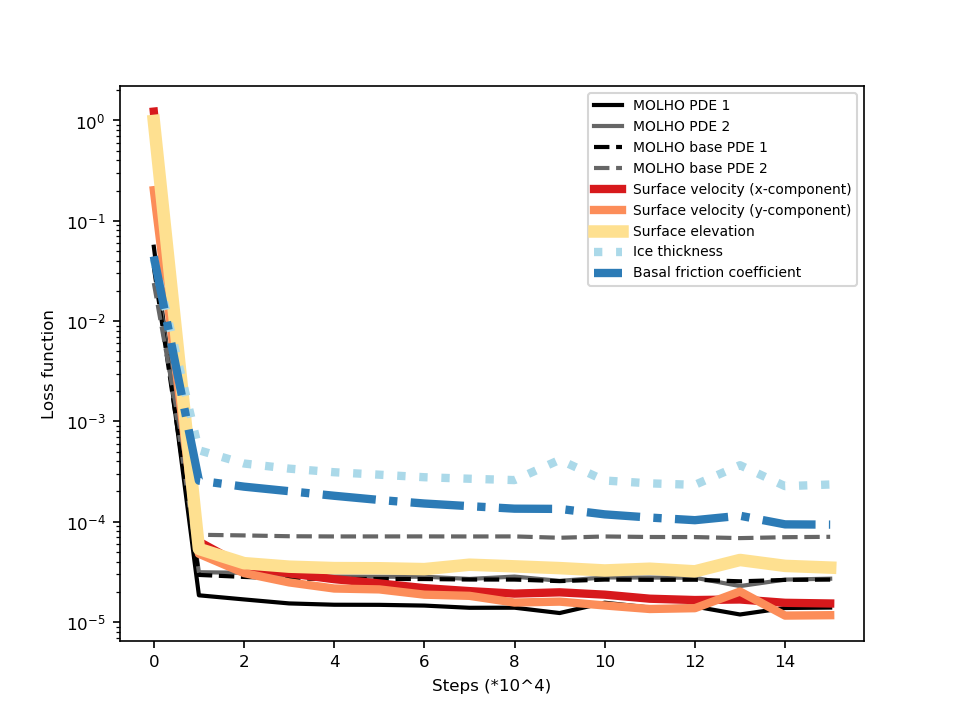 10^0
10^-1
10^-2
10^-3
10^-4
10^-5
Loss function
MOLHO PDE 1
MOLHO PDE 2
MOLHO base PDE 1
MOLHO base PDE 2
Surface velocity (x-component)
Surface velocity (y-component)
Surface elevation
Ice thickness
Basal friction coefficient
0 2 4 6 8 10 12 14
Steps (*10^4)